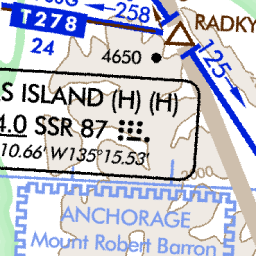 258
T278
RADKY
24
125
4650
S ISLAND (H) (H)
4.0 SSR 87
10.66' W135°15.53'
ANCHORAGE
Mount Robert Barron